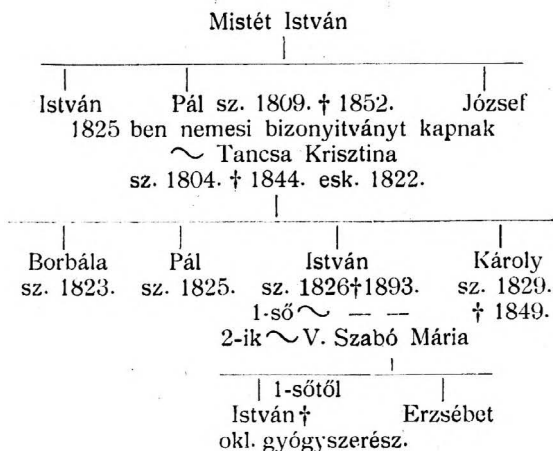 Mistét István
István Pál sz. 1809. † 1852. József
1825 ben nemesi bizonyitványt kapnak
~ Tancsa Krisztina
sz. 1804. † 1844. esk. 1822.
Borbála Pál István Károly
sz. 1823. sz. 1825. sz. 1826†1893. sz. 1829.
1-ső ~ — — † 1849.
2-ik ~ V. Szabó Mária
1-sőtől
István † Erzsébet
okl. gyógyszerész.